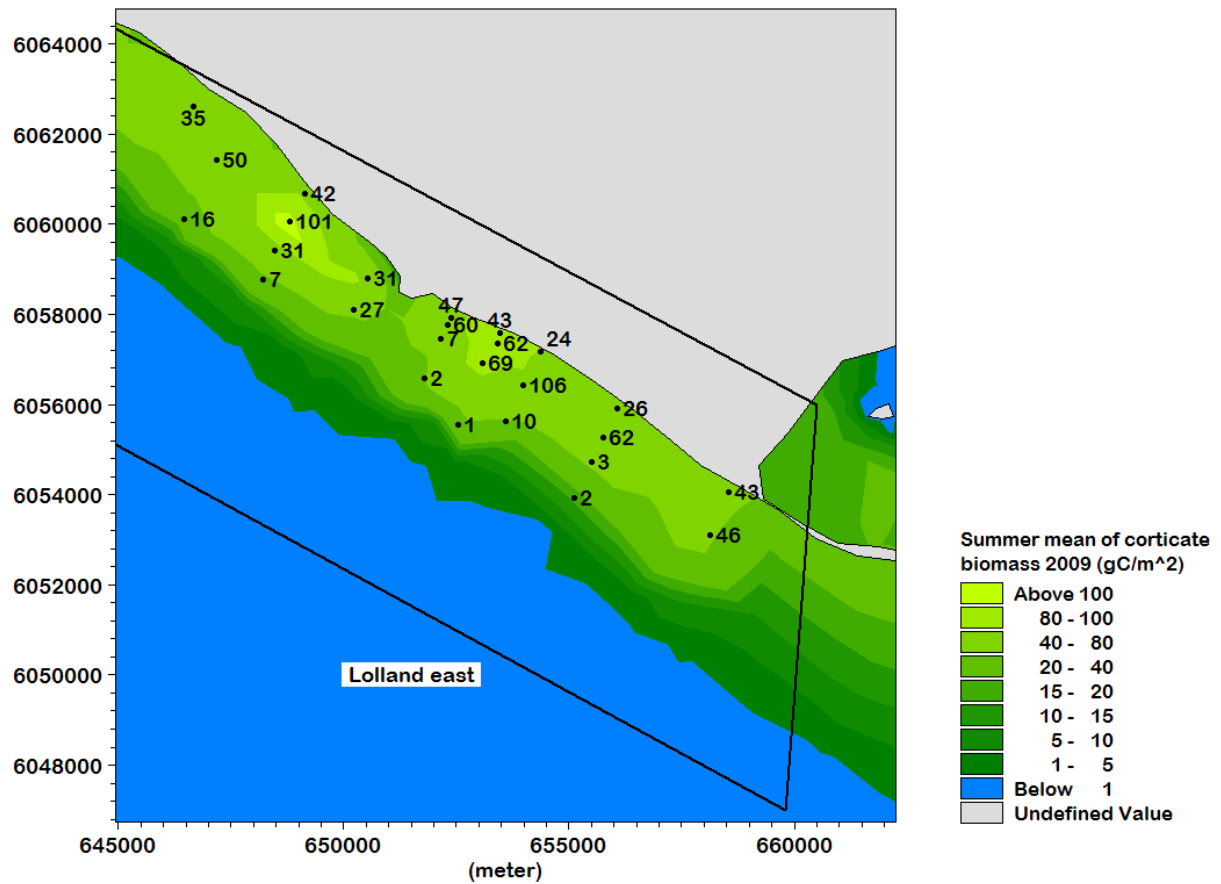 6064000
6062000
6060000
6058000
6056000
6054000
6052000
6050000
6048000
35
50
42
16
101
31
7
31
27
47
60
43
7
62
24
69
2
106
26
1
10
62
3
2
43
46
Lolland east
645000 650000 655000 660000
(meter)
Summer mean of corticate
biomass 2009 (gC/m^2)
Above 100
80 - 100
40 - 80
20 - 40
15 - 20
10 - 15
5 - 10
1 - 5
Below 1
Undefined Value